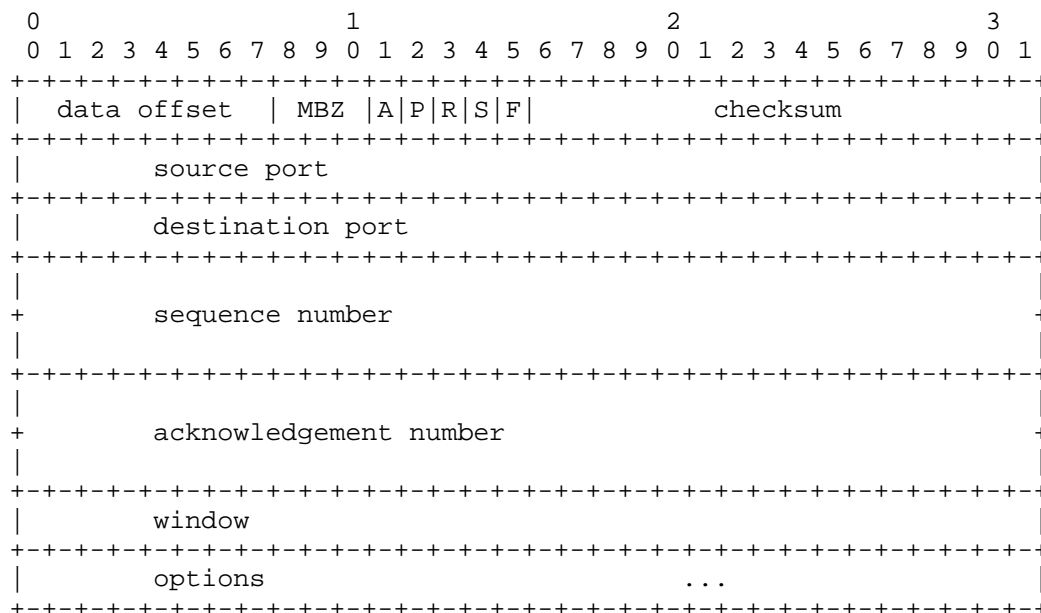 0                   1                   2                   3
 0 1 2 3 4 5 6 7 8 9 0 1 2 3 4 5 6 7 8 9 0 1 2 3 4 5 6 7 8 9 0 1
+-+-+-+-+-+-+-+-+-+-+-+-+-+-+-+-+-+-+-+-+-+-+-+-+-+-+-+-+-+-+-+-+
|  data offset  | MBZ |A|P|R|S|F|           checksum            |
+-+-+-+-+-+-+-+-+-+-+-+-+-+-+-+-+-+-+-+-+-+-+-+-+-+-+-+-+-+-+-+-+
|        source port                                            |
+-+-+-+-+-+-+-+-+-+-+-+-+-+-+-+-+-+-+-+-+-+-+-+-+-+-+-+-+-+-+-+-+
|        destination port                                       |
+-+-+-+-+-+-+-+-+-+-+-+-+-+-+-+-+-+-+-+-+-+-+-+-+-+-+-+-+-+-+-+-+
|                                                               |
+        sequence number                                        +
|                                                               |
+-+-+-+-+-+-+-+-+-+-+-+-+-+-+-+-+-+-+-+-+-+-+-+-+-+-+-+-+-+-+-+-+
|                                                               |
+        acknowledgement number                                 +
|                                                               |
+-+-+-+-+-+-+-+-+-+-+-+-+-+-+-+-+-+-+-+-+-+-+-+-+-+-+-+-+-+-+-+-+
|        window                                                 |
+-+-+-+-+-+-+-+-+-+-+-+-+-+-+-+-+-+-+-+-+-+-+-+-+-+-+-+-+-+-+-+-+
|        options                          ...                   |
+-+-+-+-+-+-+-+-+-+-+-+-+-+-+-+-+-+-+-+-+-+-+-+-+-+-+-+-+-+-+-+-+